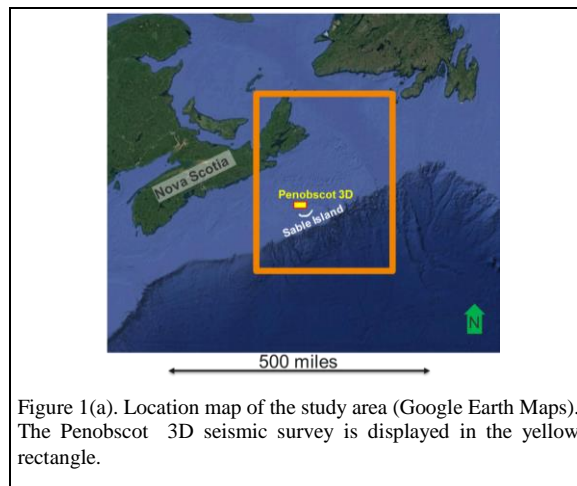 Nova Scotia
Penobscot 3D
Sable Island
N
500 miles
Figure 1(a). Location map of the study area (Google Earth Maps).
The Penobscot 3D seismic survey is displayed in the yellow
rectangle.